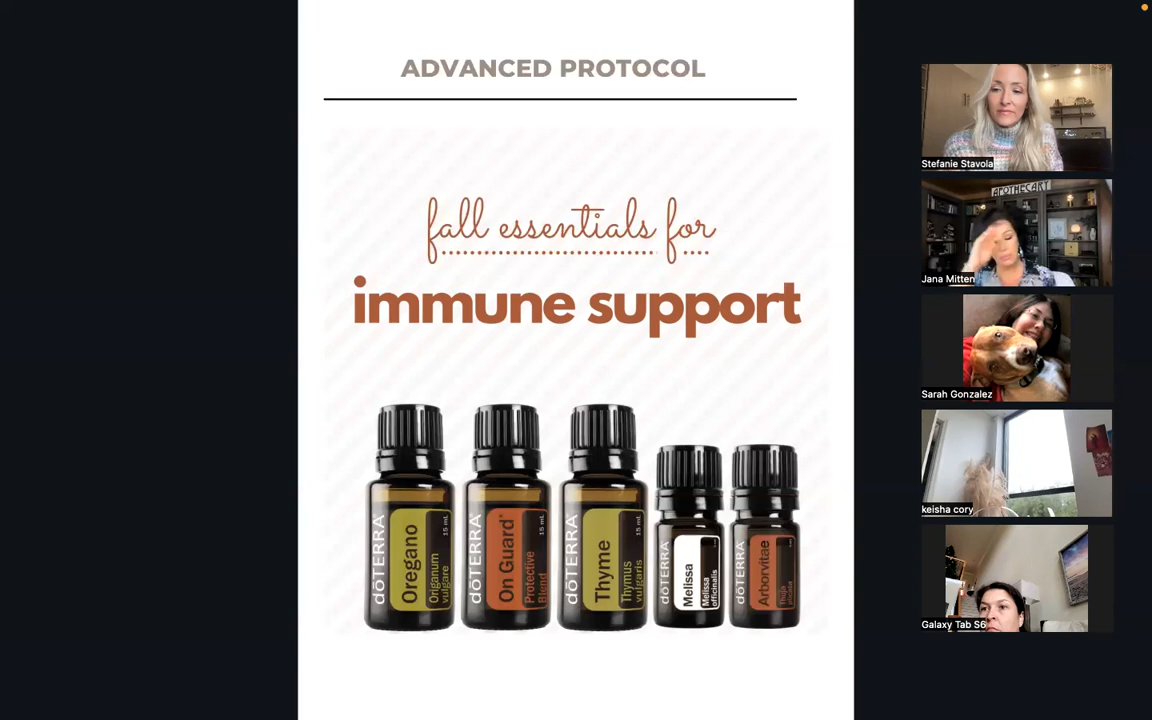 ADVANCED PROTOCOL
fall essentials for
immune support
dōTERRA
Oregano
Origanum
vulgare
15 mL
dōTERRA
On Guard®
Protective
Blend
15 mL
dōTERRA
Thyme
Thymus
vulgaris
15 mL
dōTERRA
Melissa
Melissa
officinalis
dōTERRA
Arborvitae
Thuja
plicata
Stefanie Stavola
APOTHECARY
Jana Mitten
Sarah Gonzalez
keisha cory
Galaxy Tab S6